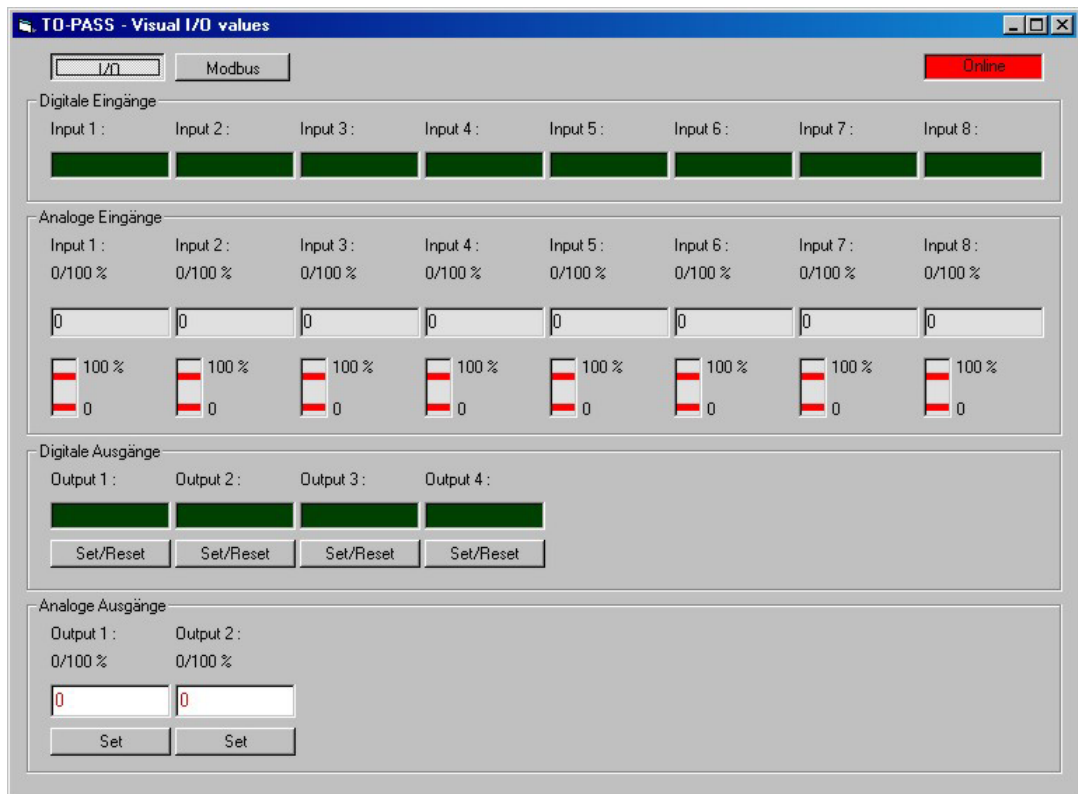 TO-PASS - Visual I/O values
I/O Modbus Online
Digitale Eingänge
Input 1 : Input 2 : Input 3 : Input 4 : Input 5 : Input 6 : Input 7 : Input 8 :
Analoge Eingänge
Input 1 : Input 2 : Input 3 : Input 4 : Input 5 : Input 6 : Input 7 : Input 8 :
0/100 % 0/100 % 0/100 % 0/100 % 0/100 % 0/100 % 0/100 % 0/100 %
0 0 0 0 0 0 0 0
100 % 100 % 100 % 100 % 100 % 100 % 100 % 100 %
0 0 0 0 0 0 0 0
Digitale Ausgänge
Output 1 : Output 2 : Output 3 : Output 4 :
Set/Reset Set/Reset Set/Reset Set/Reset
Analoge Ausgänge
Output 1 : Output 2 :
0/100 % 0/100 %
0 0
Set Set